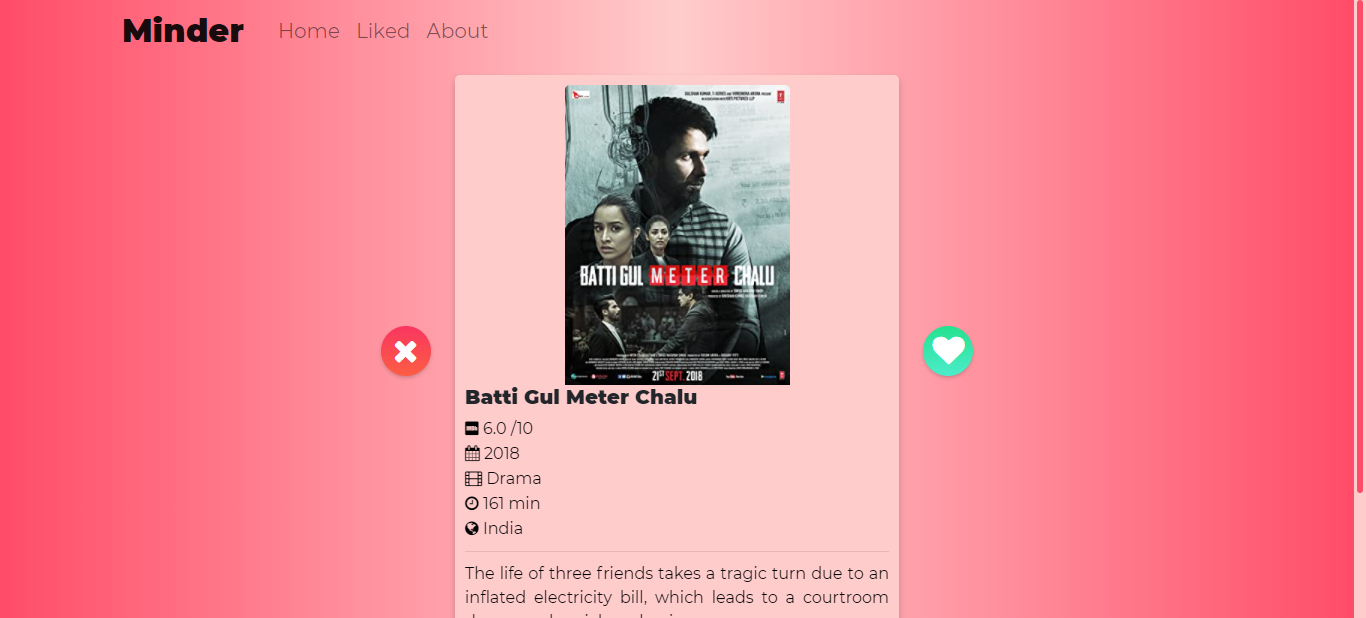 Minder
Home
Liked
About
BATTI GUL METER CHALU
21ST SEPT. 2018
Batti Gul Meter Chalu
6.0 /10
2018
Drama
161 min
India
The life of three friends takes a tragic turn due to an
inflated electricity bill, which leads to a courtroom